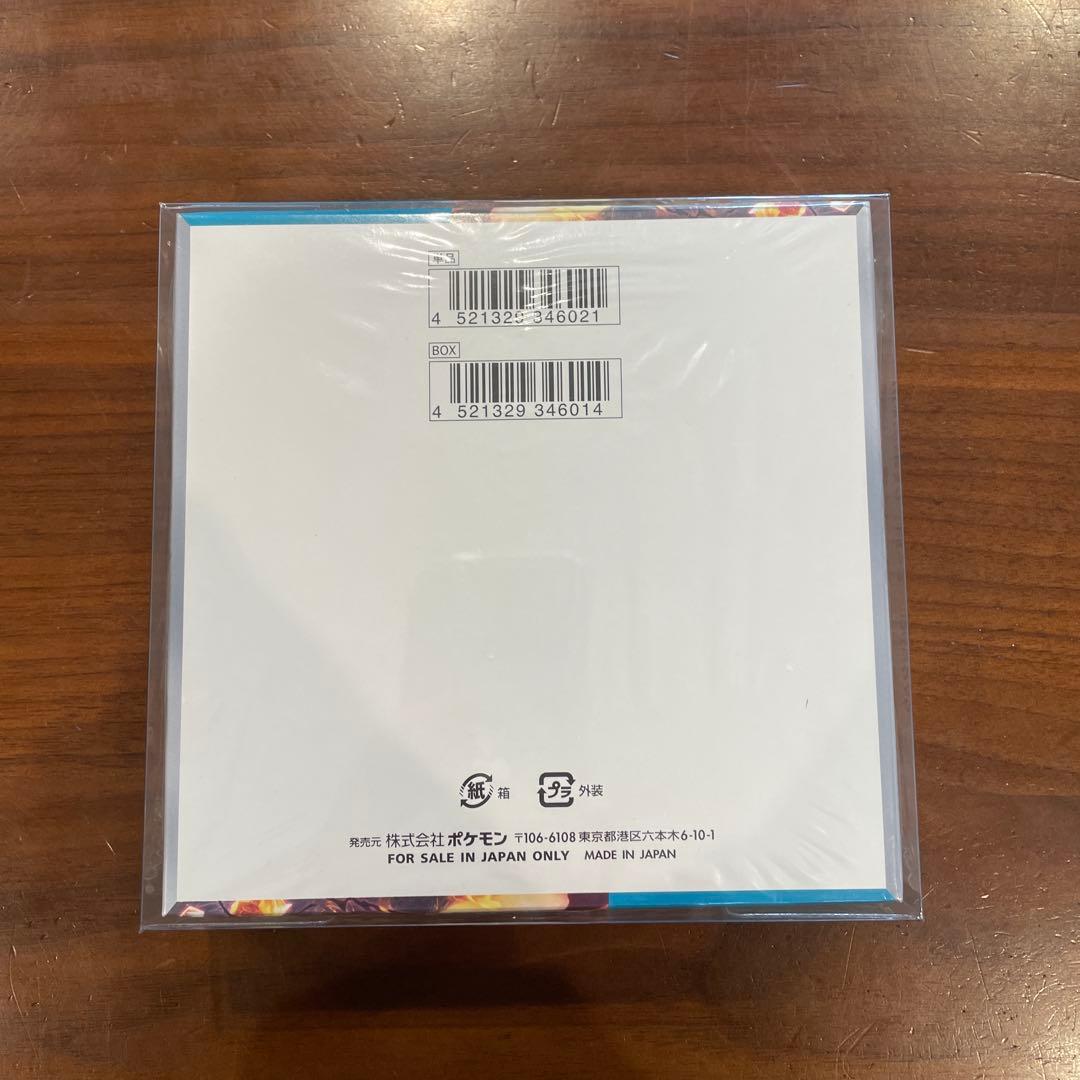 単品
4 521329 346021
BOX
4 521329 346014
紙 箱 プラ 外装
発売元 株式会社 ポケモン 〒106-6108 東京都港区六本木6-10-1
FOR SALE IN JAPAN ONLY MADE IN JAPAN